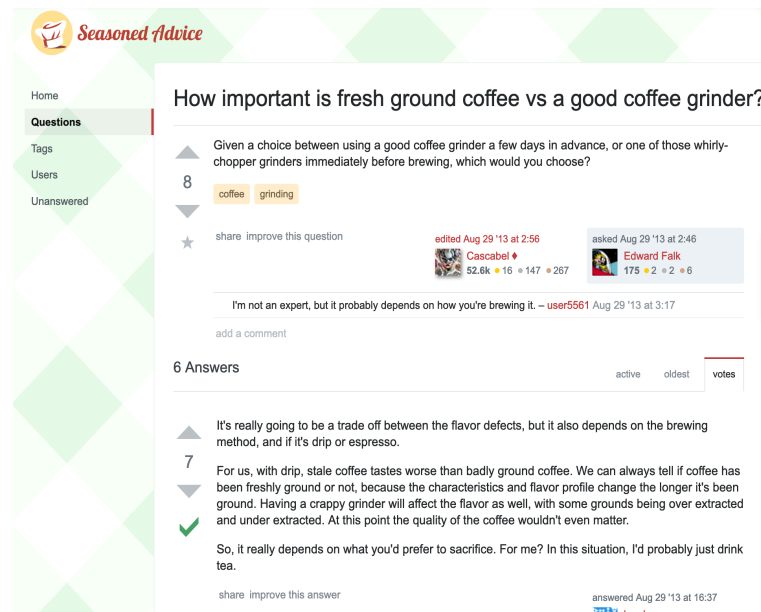 Seasoned Advice
Home
Questions
Tags
Users
Unanswered
How important is fresh ground coffee vs a good coffee grinder?
8
Given a choice between using a good coffee grinder a few days in advance, or one of those whirly-
chopper grinders immediately before brewing, which would you choose?
coffee grinding
share improve this question
edited Aug 29 '13 at 2:56
Cascabel ♦
52.6k ● 16 ● 147 ● 267
asked Aug 29 '13 at 2:46
Edward Falk
175 ● 2 ● 2 ● 6
I'm not an expert, but it probably depends on how you're brewing it. – user5561 Aug 29 '13 at 3:17
add a comment
6 Answers
active oldest votes
7
It's really going to be a trade off between the flavor defects, but it also depends on the brewing
method, and if it's drip or espresso.
For us, with drip, stale coffee tastes worse than badly ground coffee. We can always tell if coffee has
been freshly ground or not, because the characteristics and flavor profile change the longer it's been
ground. Having a crappy grinder will affect the flavor as well, with some grounds being over extracted
and under extracted. At this point the quality of the coffee wouldn't even matter.
So, it really depends on what you'd prefer to sacrifice. For me? In this situation, I'd probably just drink
tea.
share improve this answer
answered Aug 29 '13 at 16:37